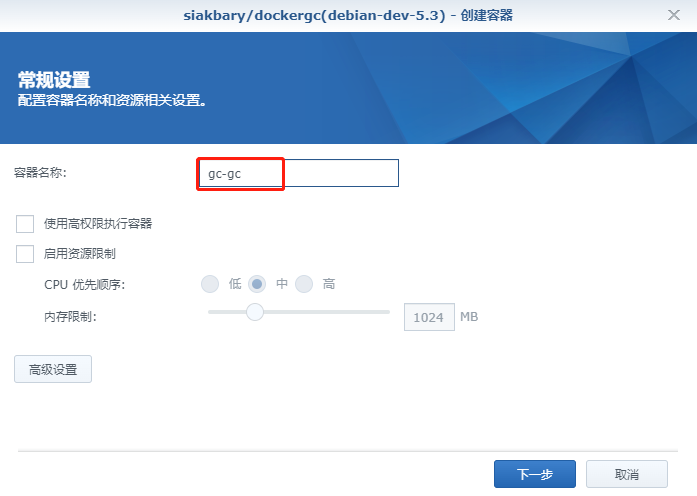 siakbary/dockergc(debian-dev-5.3) - 创建容器
常规设置
配置容器名称和资源相关设置。
容器名称：
gc-gc
使用高权限执行容器
启用资源限制
CPU 优先顺序：
低 中 高
内存限制：
1024 MB
高级设置
下一步 取消